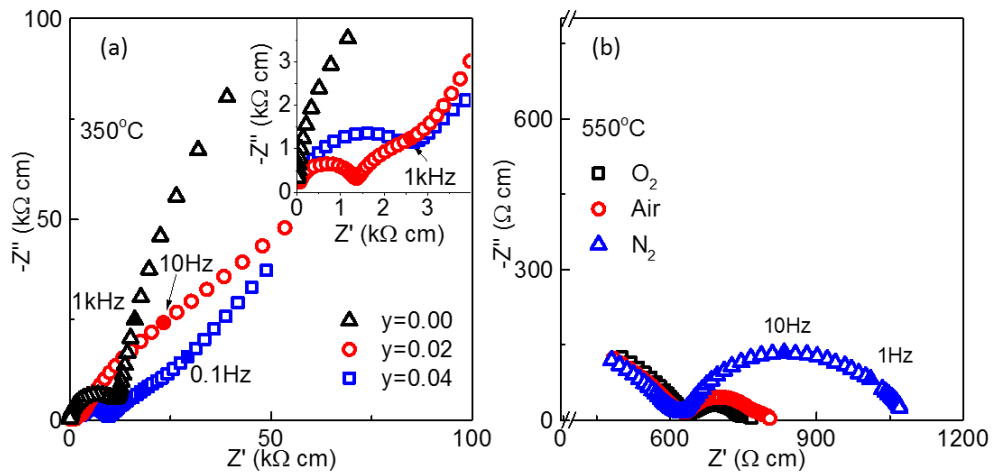 (a)
350°C
-Z'' (kΩ cm)
100
50
0
0
25
50
75
100
Z' (kΩ cm)
1kHz
10Hz
0.1Hz
y=0.00
y=0.02
y=0.04
-Z'' (kΩ cm)
3
2
1
0
0
1
2
3
Z' (kΩ cm)
1kHz
(b)
550°C
-Z'' (Ω cm)
600
300
0
0
600
900
1200
Z' (Ω cm)
O₂
Air
N₂
10Hz
1Hz